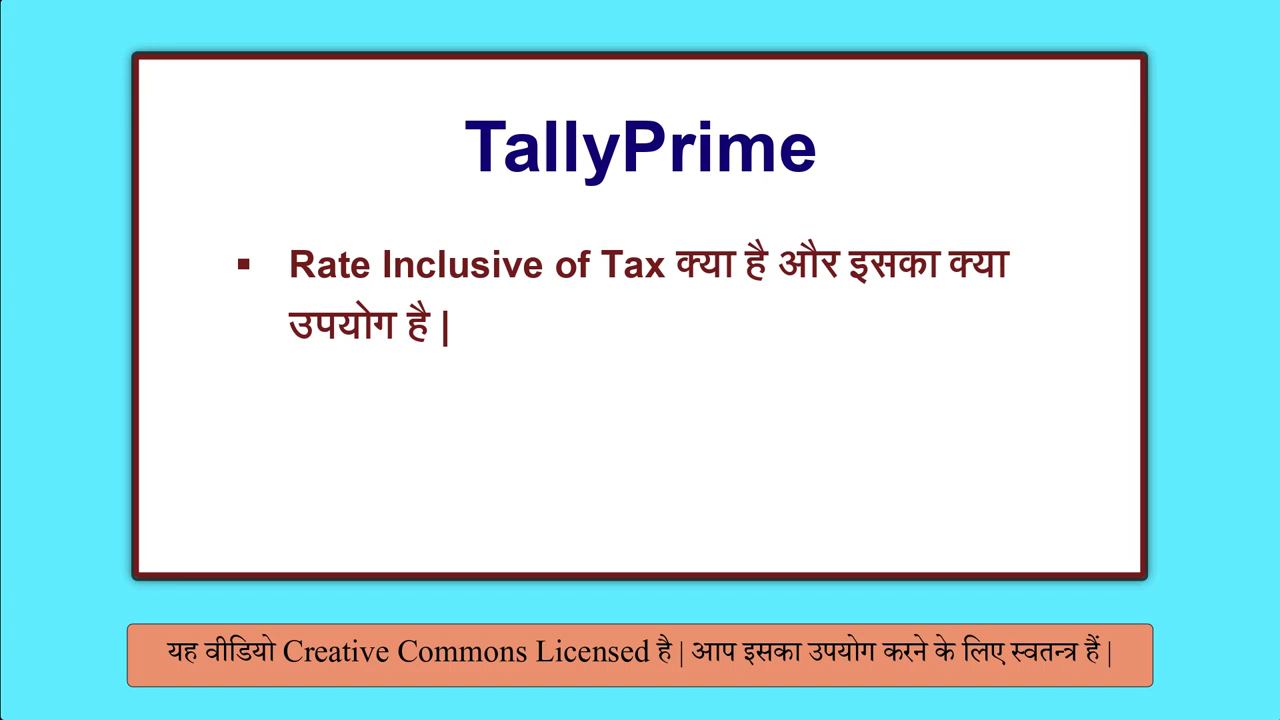 TallyPrime
▪ Rate Inclusive of Tax क्या है और इसका क्या
उपयोग है |
यह वीडियो Creative Commons Licensed है | आप इसका उपयोग करने के लिए स्वतन्त्र हैं |